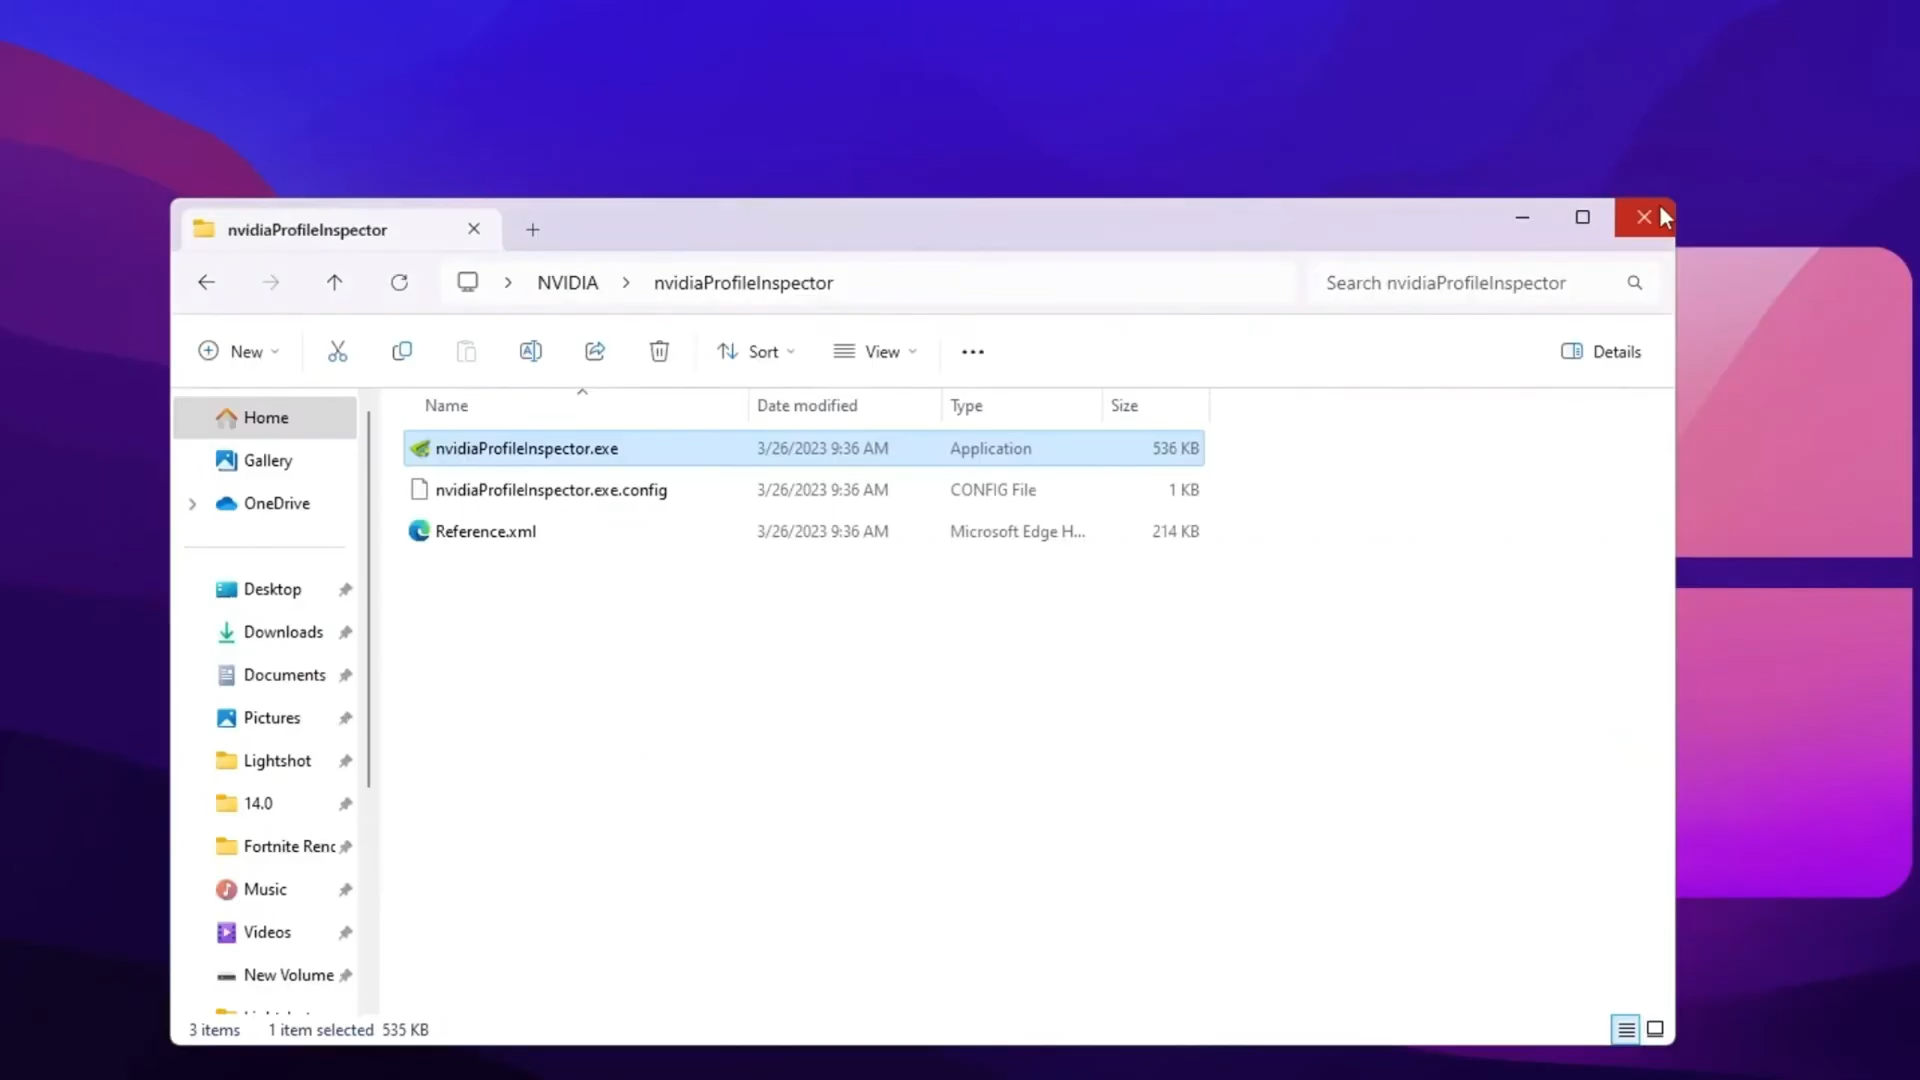 nvidiaProfileInspector
NVIDIA > nvidiaProfileInspector
Search nvidiaProfileInspector
New
Sort
View
Details
Name Date modified Type Size
nvidiaProfileInspector.exe 3/26/2023 9:36 AM Application 536 KB
nvidiaProfileInspector.exe.config 3/26/2023 9:36 AM CONFIG File 1 KB
Reference.xml 3/26/2023 9:36 AM Microsoft Edge H... 214 KB
Home
Gallery
OneDrive
Desktop
Downloads
Documents
Pictures
Lightshot
14.0
Fortnite Renc
Music
Videos
New Volume
3 items 1 item selected 535 KB